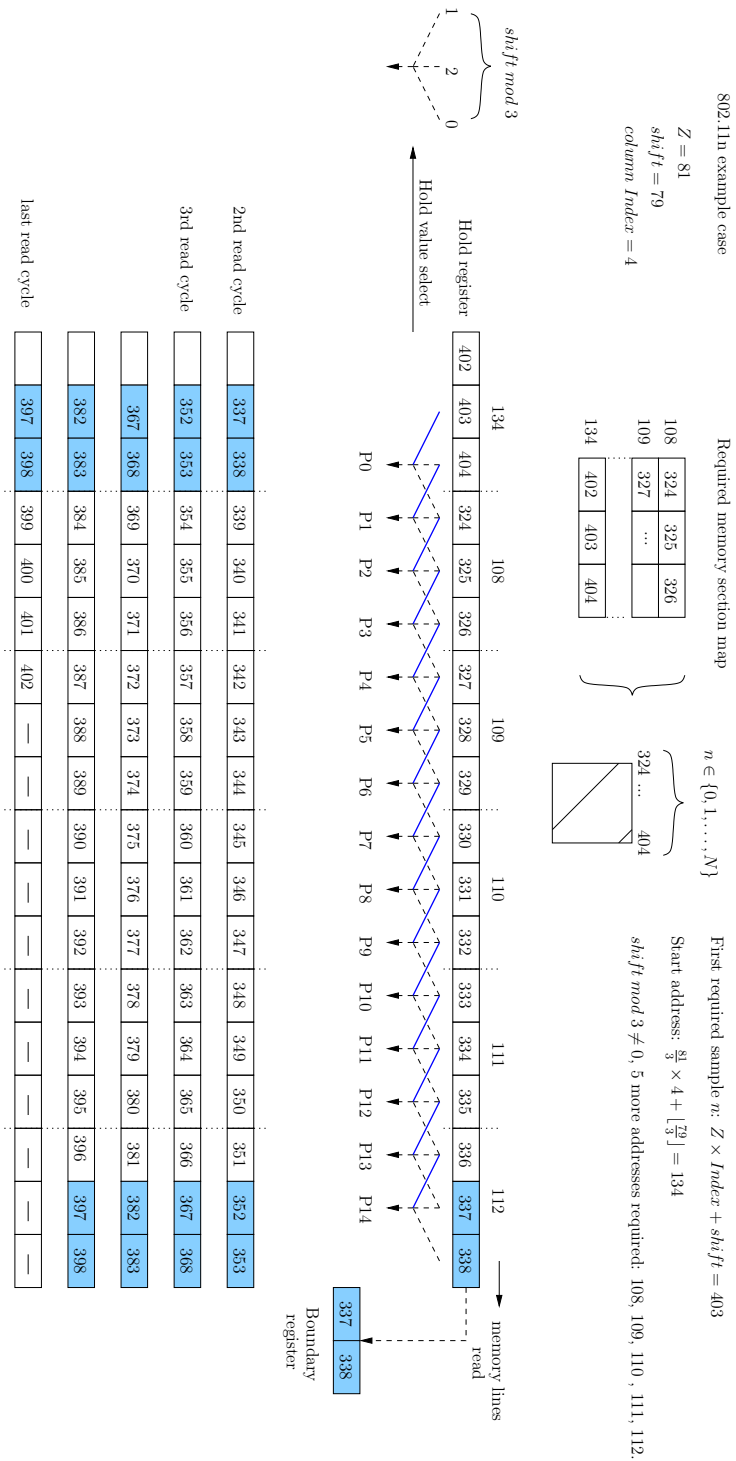 802.11n example case
Z = 81
shift = 79
column Index = 4
Required memory section map
108 324 325 326
109 327 ...
134 402 403 404
n ∈ {0, 1, . . . , N}
324 ... 404
First required sample n: Z × Index + shift = 403
Start address: 81/3 × 4 + ⌊79/3⌋ = 134
shift mod 3 ≠ 0, 5 more addresses required: 108, 109, 110 , 111, 112.
shift mod 3
1 2 0
Hold value select
Hold register
134 108 109 110 111 112
402 403 404 324 325 326 327 328 329 330 331 332 333 334 335 336 337 338
memory lines
read
P0 P1 P2 P3 P4 P5 P6 P7 P8 P9 P10 P11 P12 P13 P14
337 338
Boundary
register
2nd read cycle 337 338 339 340 341 342 343 344 345 346 347 348 349 350 351 352 353
3rd read cycle 352 353 354 355 356 357 358 359 360 361 362 363 364 365 366 367 368
367 368 369 370 371 372 373 374 375 376 377 378 379 380 381 382 383
382 383 384 385 386 387 388 389 390 391 392 393 394 395 396 397 398
last read cycle 397 398 399 400 401 402 — — — — — — — — — — —